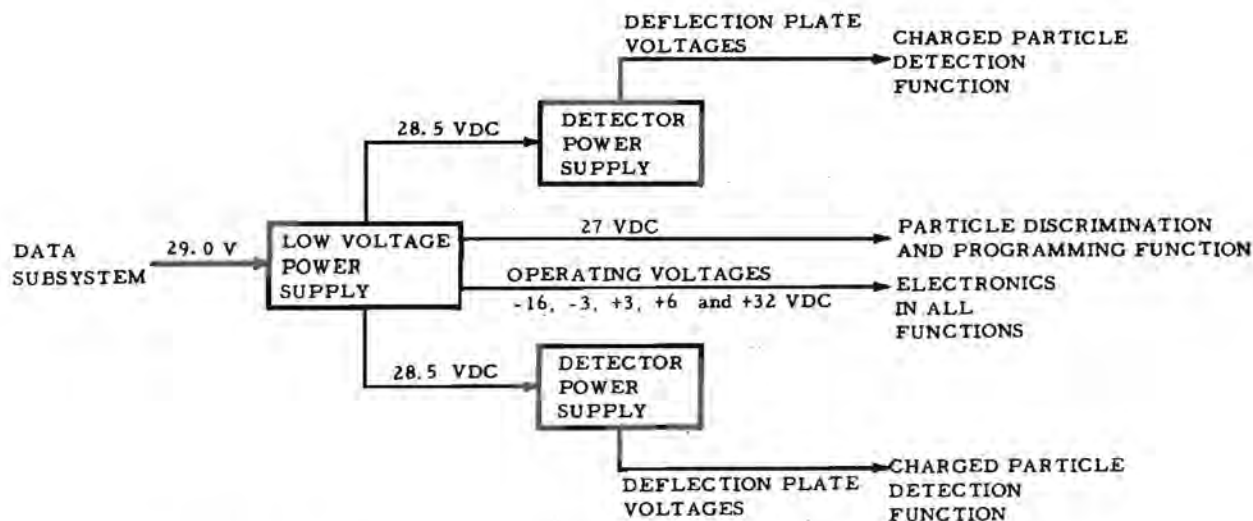 DEFLECTION PLATE
VOLTAGES
CHARGED PARTICLE
DETECTION
FUNCTION
28.5 VDC
DETECTOR
POWER
SUPPLY
DATA
SUBSYSTEM
29.0 V
LOW VOLTAGE
POWER
SUPPLY
27 VDC
PARTICLE DISCRIMINATION
AND PROGRAMMING FUNCTION
OPERATING VOLTAGES
-16, -3, +3, +6 and +32 VDC
ELECTRONICS
IN ALL
FUNCTIONS
28.5 VDC
DETECTOR
POWER
SUPPLY
DEFLECTION PLATE
VOLTAGES
CHARGED PARTICLE
DETECTION
FUNCTION